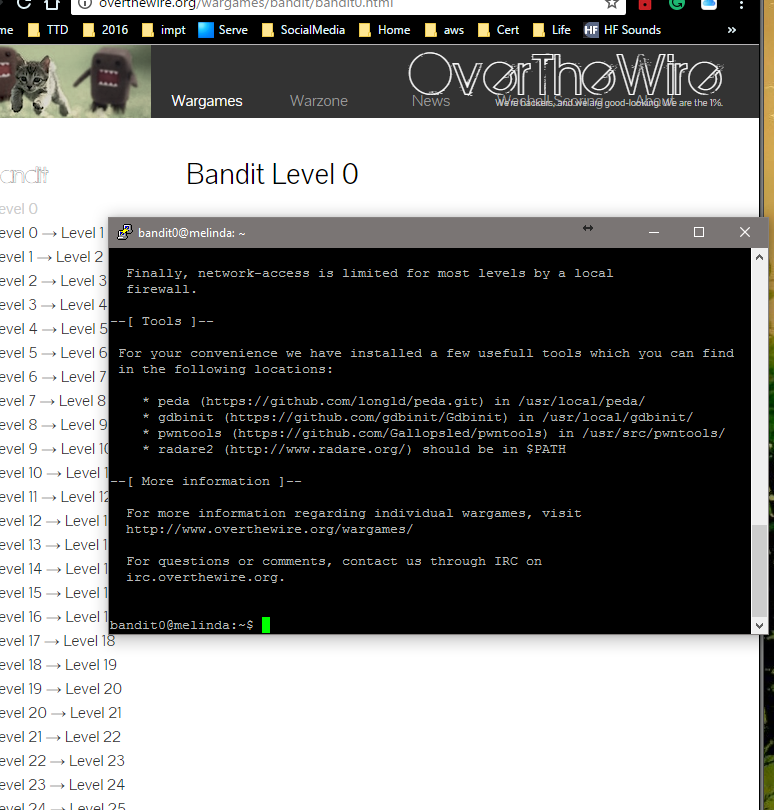 overthewire.org/wargames/bandit/bandit0.html
me TTD 2016 impt Serve SocialMedia Home aws Cert Life HF HF Sounds »
OverTheWire
We're hackers, and we are good-looking. We are the 1%.
Wargames Warzone News Wechall Scoring About
Bandit Level 0
andit
evel 0
evel 0 → Level 1
evel 1 → Level 2
evel 2 → Level 3
evel 3 → Level 4
evel 4 → Level 5
evel 5 → Level 6
evel 6 → Level 7
evel 7 → Level 8
evel 8 → Level 9
evel 9 → Level 10
evel 10 → Level 1
evel 11 → Level 12
evel 12 → Level 1
evel 13 → Level 1
evel 14 → Level 1
evel 15 → Level 1
evel 16 → Level 1
evel 17 → Level 18
evel 18 → Level 19
evel 19 → Level 20
evel 20 → Level 21
evel 21 → Level 22
evel 22 → Level 23
evel 23 → Level 24
evel 24 → Level 25
bandit0@melinda: ~
Finally, network-access is limited for most levels by a local
firewall.
--[ Tools ]--
For your convenience we have installed a few usefull tools which you can find
in the following locations:
* peda (https://github.com/longld/peda.git) in /usr/local/peda/
* gdbinit (https://github.com/gdbinit/Gdbinit) in /usr/local/gdbinit/
* pwntools (https://github.com/Gallopsled/pwntools) in /usr/src/pwntools/
* radare2 (http://www.radare.org/) should be in $PATH
--[ More information ]--
For more information regarding individual wargames, visit
http://www.overthewire.org/wargames/
For questions or comments, contact us through IRC on
irc.overthewire.org.
bandit0@melinda:~$